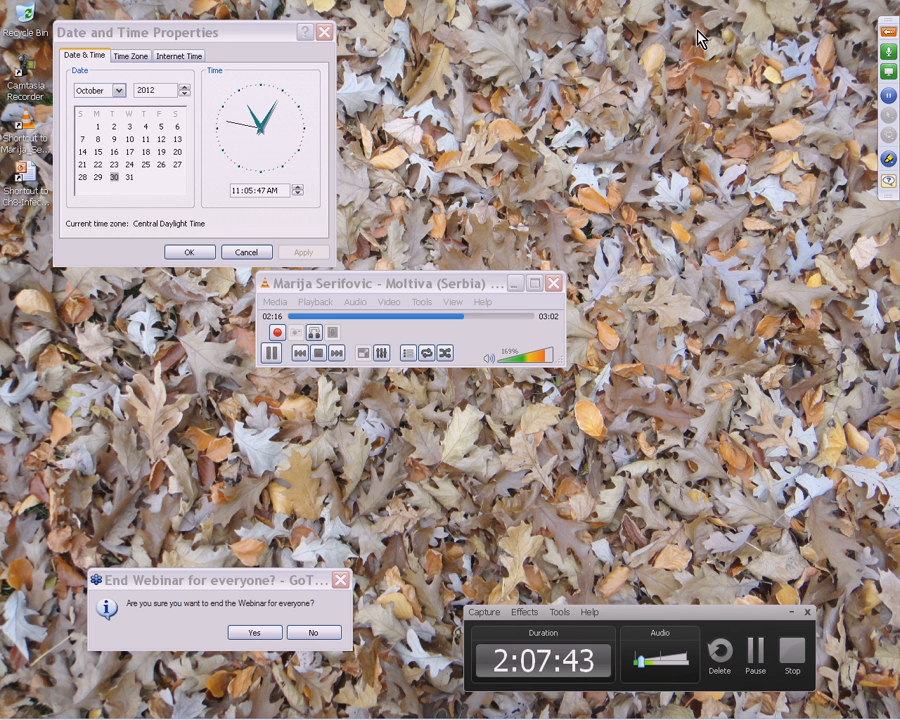 Recycle Bin
Camtasia
Recorder
Shortcut to
Marija_Se...
Shortcut to
Date and Time Properties
Date & Time
Time Zone
Internet Time
Date
Time
October
2012
S M T W T F S
1 2 3 4 5 6
7 8 9 10 11 12 13
14 15 16 17 18 19 20
21 22 23 24 25 26 27
28 29 30 31
11:05:47 AM
Current time zone: Central Daylight Time
OK
Cancel
Apply
Marija Serifovic - Moltiva (Serbia) ...
Media Playback Audio Video Tools View Help
02:16
03:02
169%
End Webinar for everyone? - GoT...
Are you sure you want to end the Webinar for everyone?
Yes
No
Capture Effects Tools Help
Duration
Audio
2:07:43
Delete
Pause
Stop